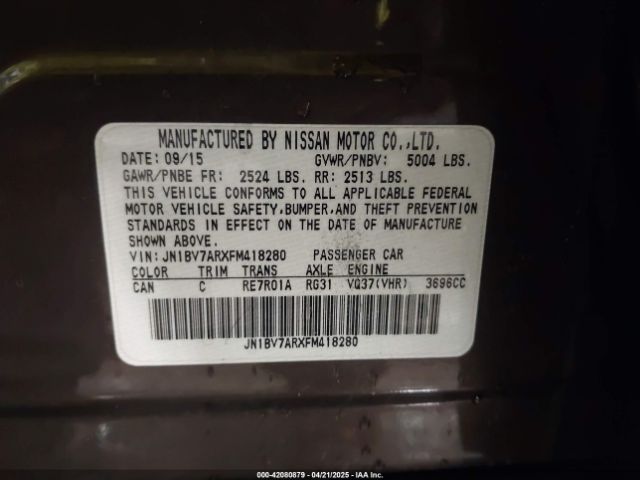 MANUFACTURED BY NISSAN MOTOR CO.,LTD.
DATE: 09/15 GVWR/PNBV: 5004 LBS.
GAWR/PNBE FR: 2524 LBS. RR: 2513 LBS.
THIS VEHICLE CONFORMS TO ALL APPLICABLE FEDERAL
MOTOR VEHICLE SAFETY,BUMPER,AND THEFT PREVENTION
STANDARDS IN EFFECT ON THE DATE OF MANUFACTURE
SHOWN ABOVE.
VIN: JN1BV7ARXFM418280 PASSENGER CAR
COLOR TRIM TRANS AXLE ENGINE
CAN C RE7R01A RG31 VQ37(VHR) 3696CC
JN1BV7ARXFM418280
000-42080879 - 04/21/2025 - IAA Inc.